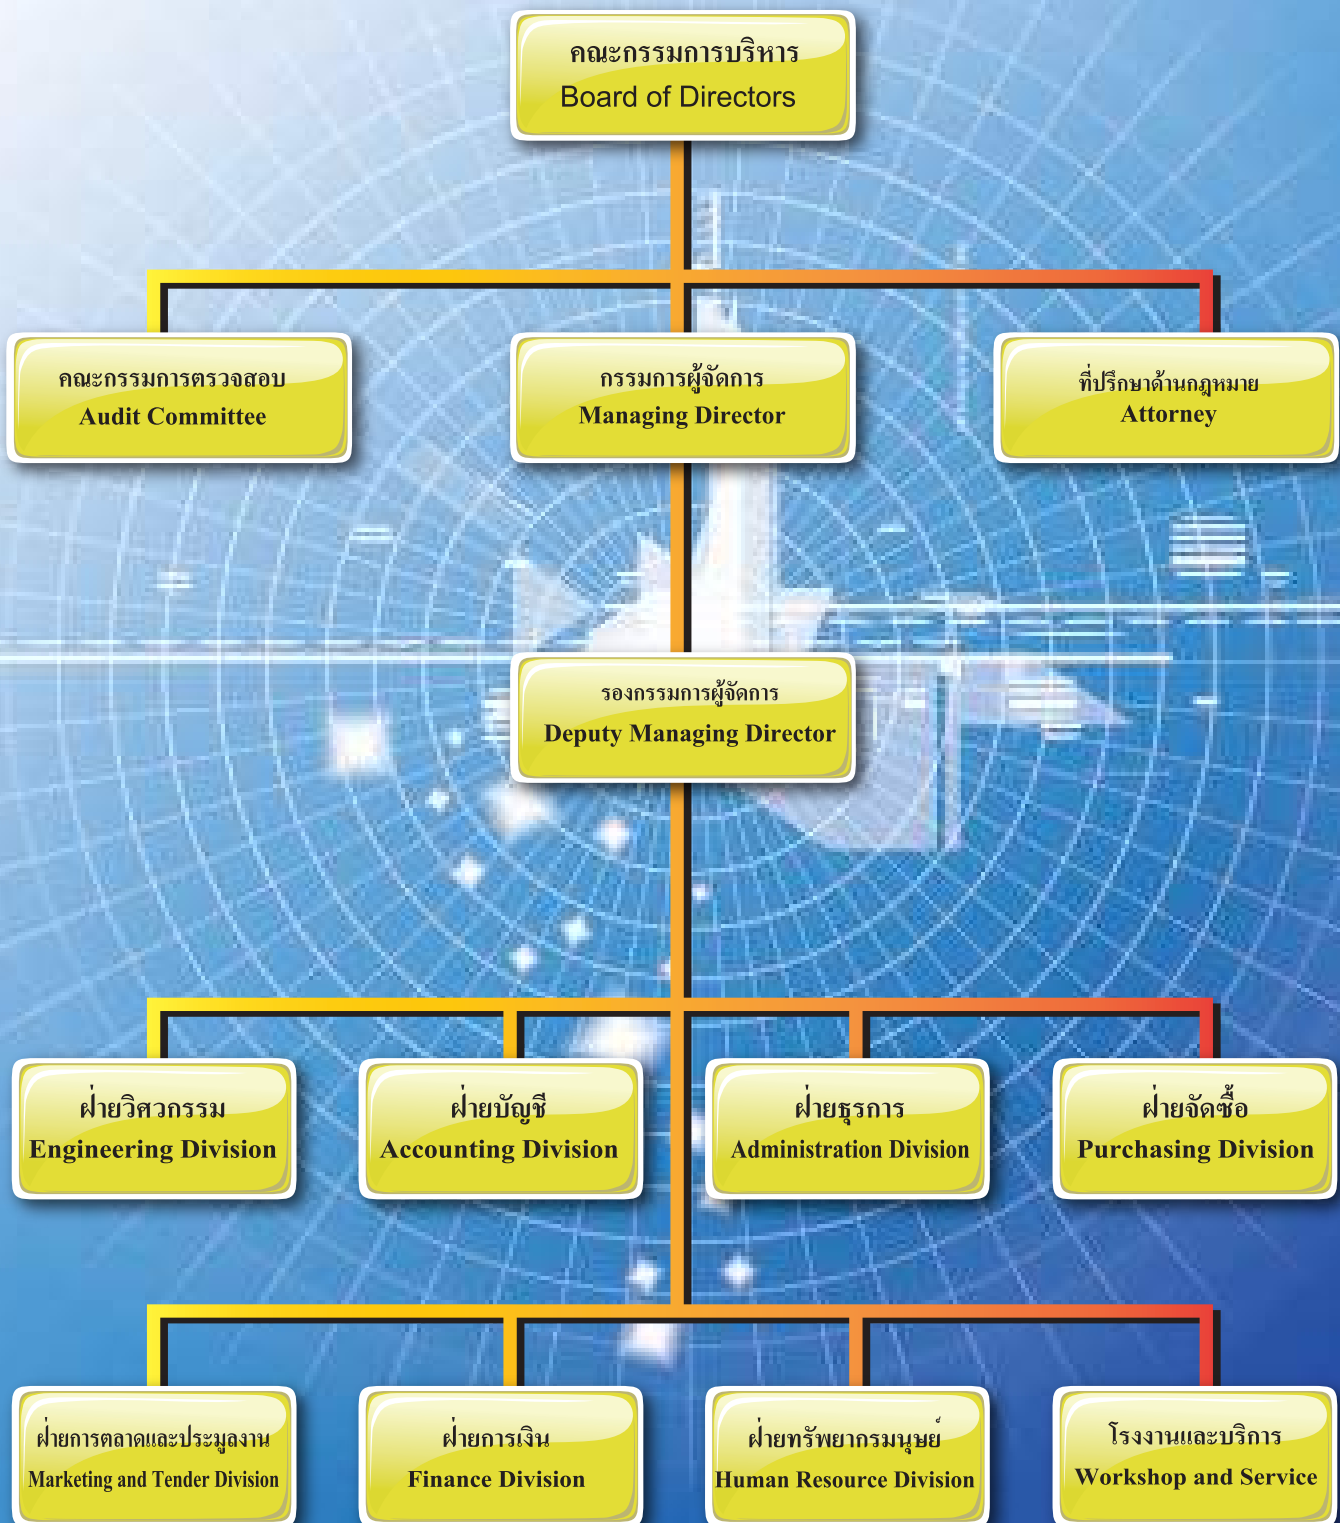 คณะกรรมการบริหาร
Board of Directors
คณะกรรมการตรวจสอบ
Audit Committee
กรรมการผู้จัดการ
Managing Director
ที่ปรึกษาด้านกฎหมาย
Attorney
รองกรรมการผู้จัดการ
Deputy Managing Director
ฝ่ายวิศวกรรม
Engineering Division
ฝ่ายบัญชี
Accounting Division
ฝ่ายธุรการ
Administration Division
ฝ่ายจัดซื้อ
Purchasing Division
ฝ่ายการตลาดและประมูลงาน
Marketing and Tender Division
ฝ่ายการเงิน
Finance Division
ฝ่ายทรัพยากรมนุษย์
Human Resource Division
โรงงานและบริการ
Workshop and Service